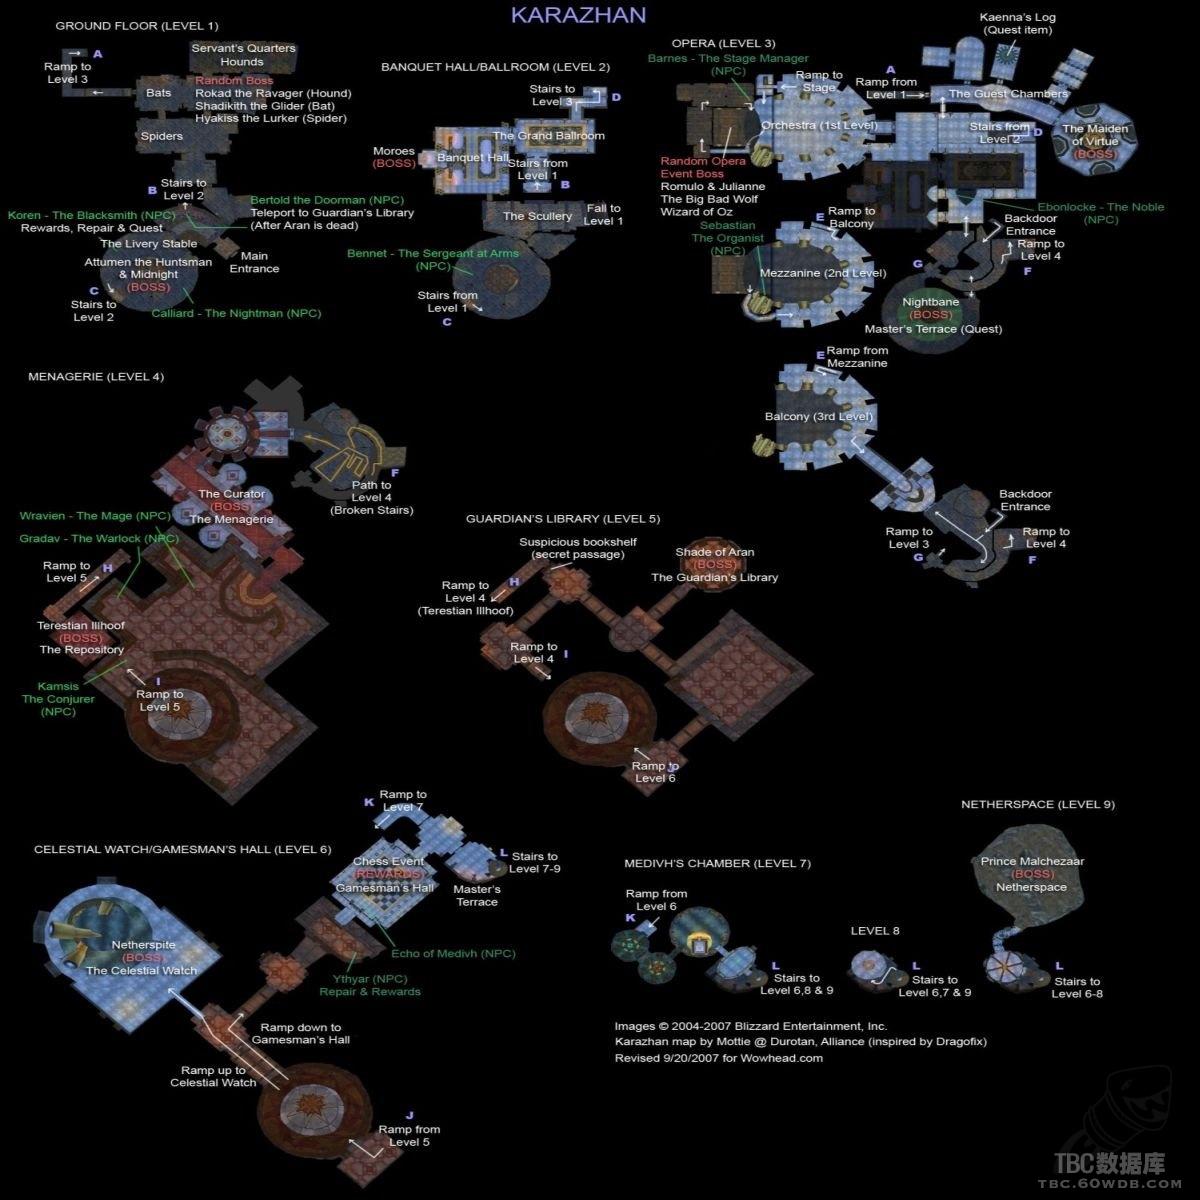 KARAZHAN
GROUND FLOOR (LEVEL 1)
A
Ramp to
Level 3
Servant's Quarters
Hounds
Bats
Random Boss
Rokad the Ravager (Hound)
Shadikith the Glider (Bat)
Hyakiss the Lurker (Spider)
Spiders
B
Stairs to
Level 2
Bertold the Doorman (NPC)
Teleport to Guardian's Library
(After Aran is dead)
Koren - The Blacksmith (NPC)
Rewards, Repair & Quest
The Livery Stable
Attumen the Huntsman
& Midnight
(BOSS)
Main
Entrance
C
Stairs to
Level 2
Calliard - The Nightman (NPC)
BANQUET HALL/BALLROOM (LEVEL 2)
Stairs to
Level 3
D
The Grand Ballroom
Moroes
(BOSS)
Banquet Hall
Stairs from
Level 1
B
The Scullery
Fall to
Level 1
Bennet - The Sergeant at Arms
(NPC)
Stairs from
Level 1
C
OPERA (LEVEL 3)
Barnes - The Stage Manager
(NPC)
Ramp to
Stage
Orchestra (1st Level)
Random Opera
Event Boss
Romulo & Julianne
The Big Bad Wolf
Wizard of Oz
Sebastian
The Organist
(NPC)
E
Ramp to
Balcony
Mezzanine (2nd Level)
Kaenna's Log
(Quest item)
A
Ramp from
Level 1
The Guest Chambers
Stairs from
Level 2
D
The Maiden
of Virtue
(BOSS)
Ebonlocke - The Noble
(NPC)
Backdoor
Entrance
Ramp to
Level 4
G
F
Nightbane
(BOSS)
Master's Terrace (Quest)
E
Ramp from
Mezzanine
Balcony (3rd Level)
Backdoor
Entrance
Ramp to
Level 3
G
Ramp to
Level 4
F
MENAGERIE (LEVEL 4)
F
Path to
Level 4
(Broken Stairs)
The Curator
(BOSS)
The Menagerie
Wravien - The Mage (NPC)
Gradav - The Warlock (NPC)
Ramp to
Level 5
H
Terestian Illhoof
(BOSS)
The Repository
Kamsis
The Conjurer
(NPC)
I
Ramp to
Level 5
GUARDIAN'S LIBRARY (LEVEL 5)
Suspicious bookshelf
(secret passage)
Shade of Aran
(BOSS)
The Guardian's Library
Ramp to
Level 4
(Terestian Illhoof)
H
Ramp to
Level 4
I
Ramp to
Level 6
J
CELESTIAL WATCH/GAMESMAN'S HALL (LEVEL 6)
K
Ramp to
Level 7
Chess Event
(REWARDS)
Gamesman's Hall
L
Stairs to
Level 7-9
Master's
Terrace
Netherspite
(BOSS)
The Celestial Watch
Echo of Medivh (NPC)
Ythyar (NPC)
Repair & Rewards
Ramp down to
Gamesman's Hall
Ramp up to
Celestial Watch
J
Ramp from
Level 5
MEDIVH'S CHAMBER (LEVEL 7)
Ramp from
Level 6
K
L
Stairs to
Level 6,8 & 9
LEVEL 8
L
Stairs to
Level 6,7 & 9
NETHERSPACE (LEVEL 9)
Prince Malchezaar
(BOSS)
Netherspace
L
Stairs to
Level 6-8
Images © 2004-2007 Blizzard Entertainment, Inc.
Karazhan map by Mottie @ Durotan, Alliance (inspired by Dragofix)
Revised 9/20/2007 for Wowhead.com
TBC数据库
TBC.60WDB.COM